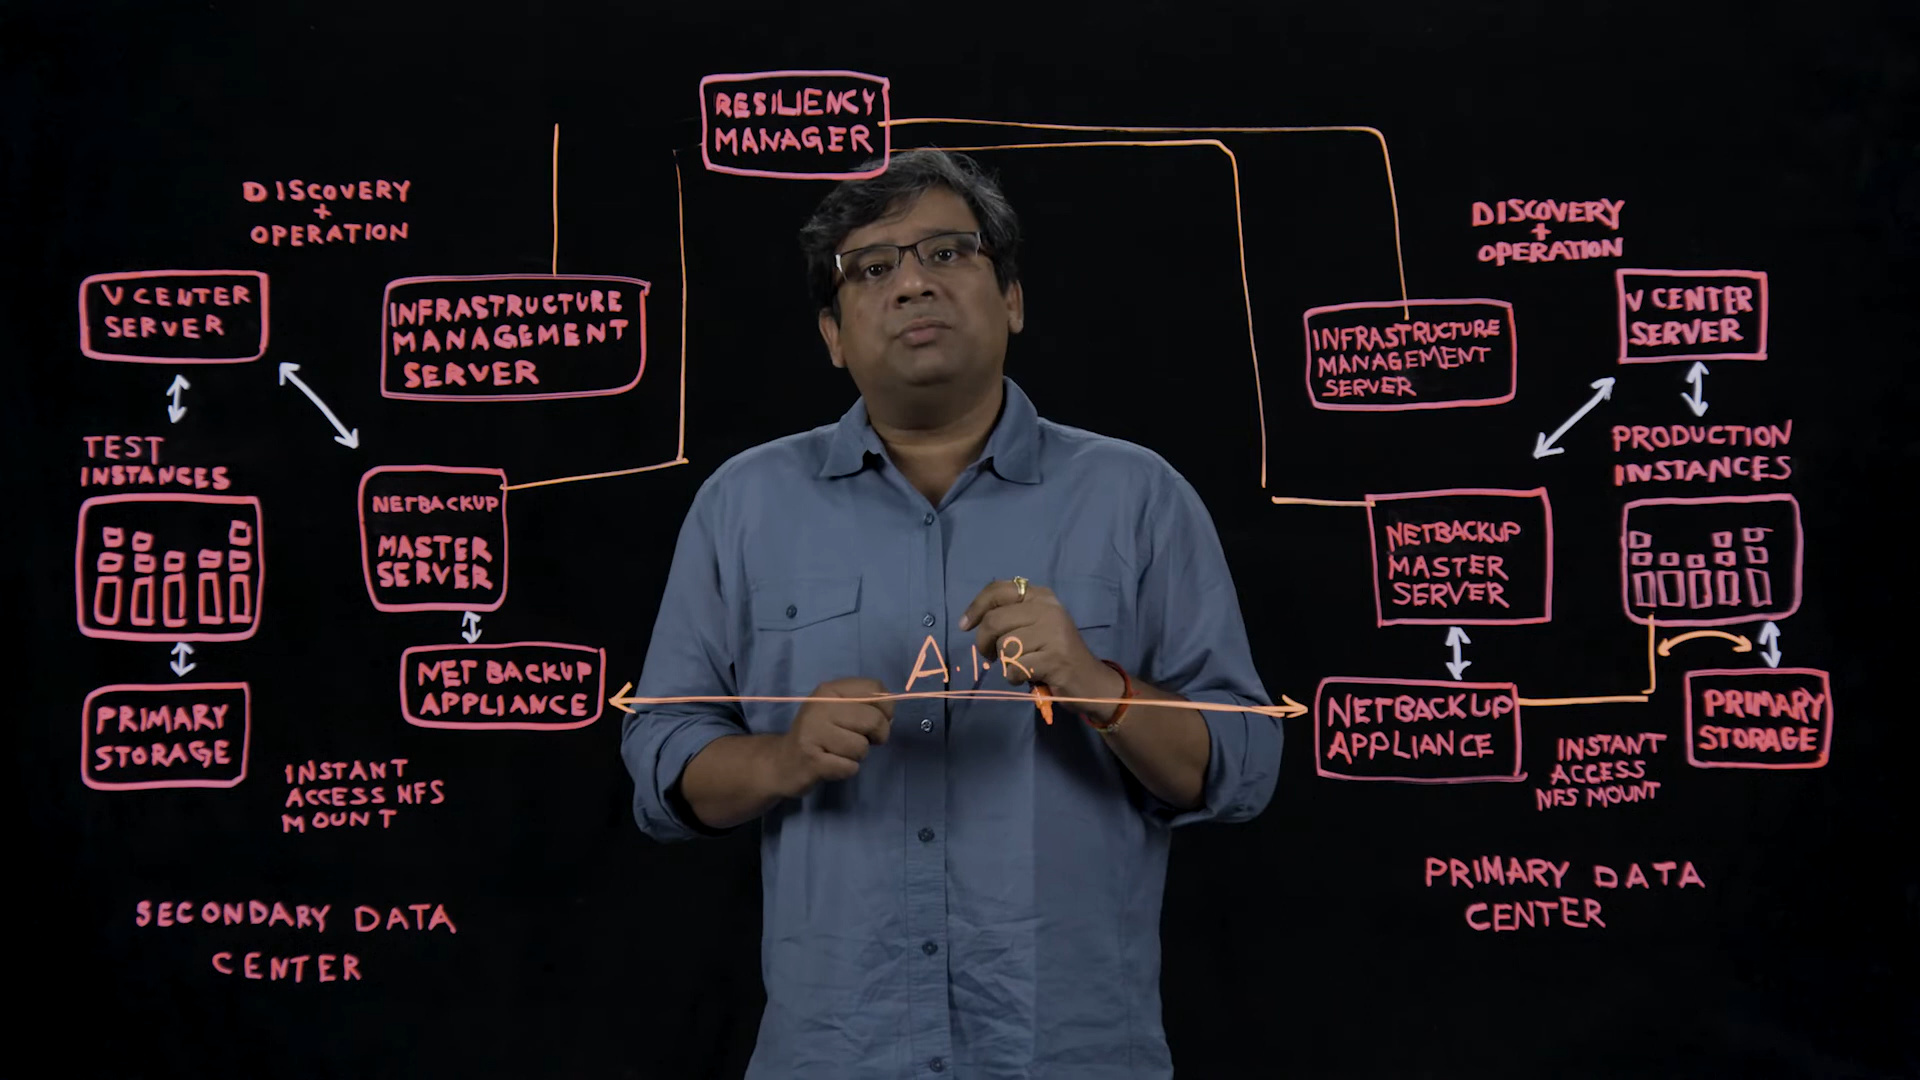 RESILIENCY
MANAGER
DISCOVERY
+
OPERATION
V CENTER
SERVER
INFRASTRUCTURE
MANAGEMENT
SERVER
TEST
INSTANCES
NETBACKUP
MASTER
SERVER
NET BACKUP
APPLIANCE
PRIMARY
STORAGE
INSTANT
ACCESS NFS
MOUNT
SECONDARY DATA
CENTER
A.I.R.
DISCOVERY
+
OPERATION
V CENTER
SERVER
INFRASTRUCTURE
MANAGEMENT
SERVER
PRODUCTION
INSTANCES
NETBACKUP
MASTER
SERVER
NETBACKUP
APPLIANCE
PRIMARY
STORAGE
INSTANT
ACCESS
NFS MOUNT
PRIMARY DATA
CENTER